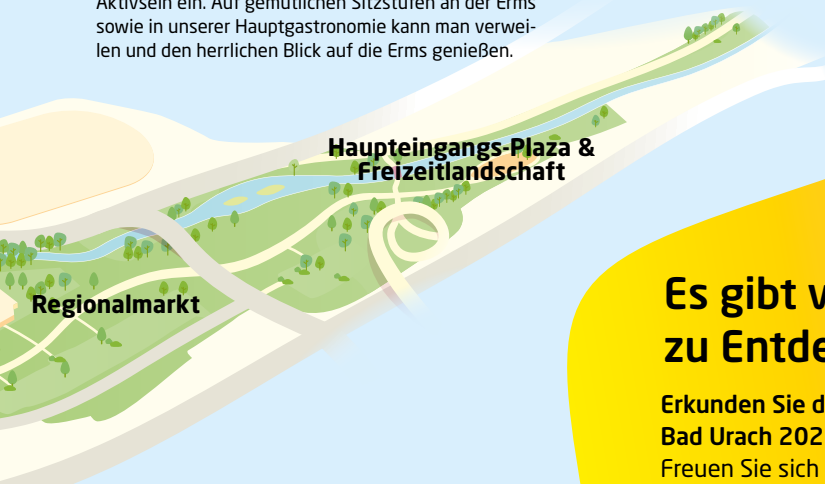 Aktivsein ein. Auf gemütlichen Sitzstufen an der Erms
sowie in unserer Hauptgastronomie kann man verwei-
len und den herrlichen Blick auf die Erms genießen.
Haupteingangs-Plaza &
Freizeitlandschaft
Regionalmarkt
Es gibt v
zu Entde
Erkunden Sie d
Bad Urach 202
Freuen Sie sich